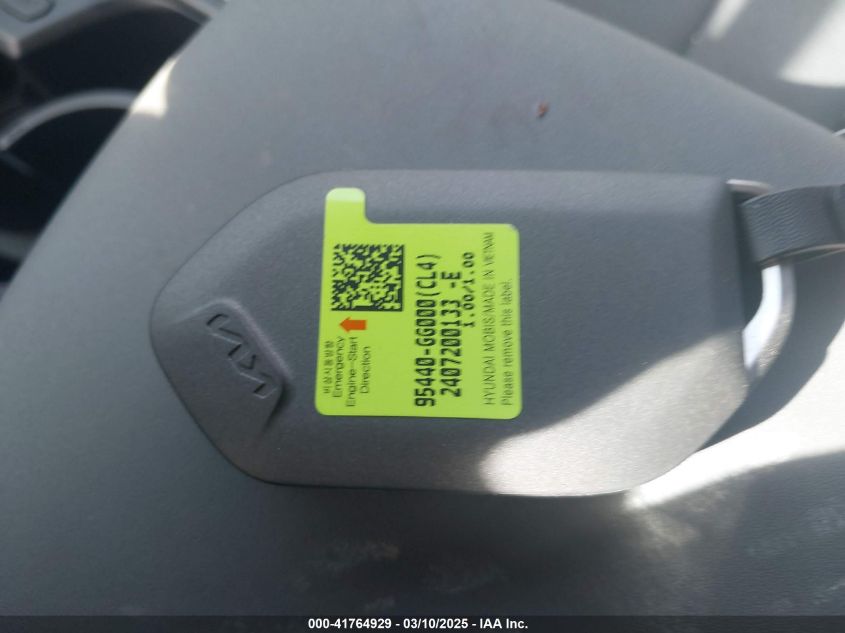 KIA
비상시동방향
Emergency
Engine-Start
Direction
95440-GG000(CL4)
2407200133 -E
1.00/1.00
HYUNDAI MOBIS/MADE IN VIETNAM
Please remove this label.
000-41764929 — 03/10/2025 — IAA Inc.